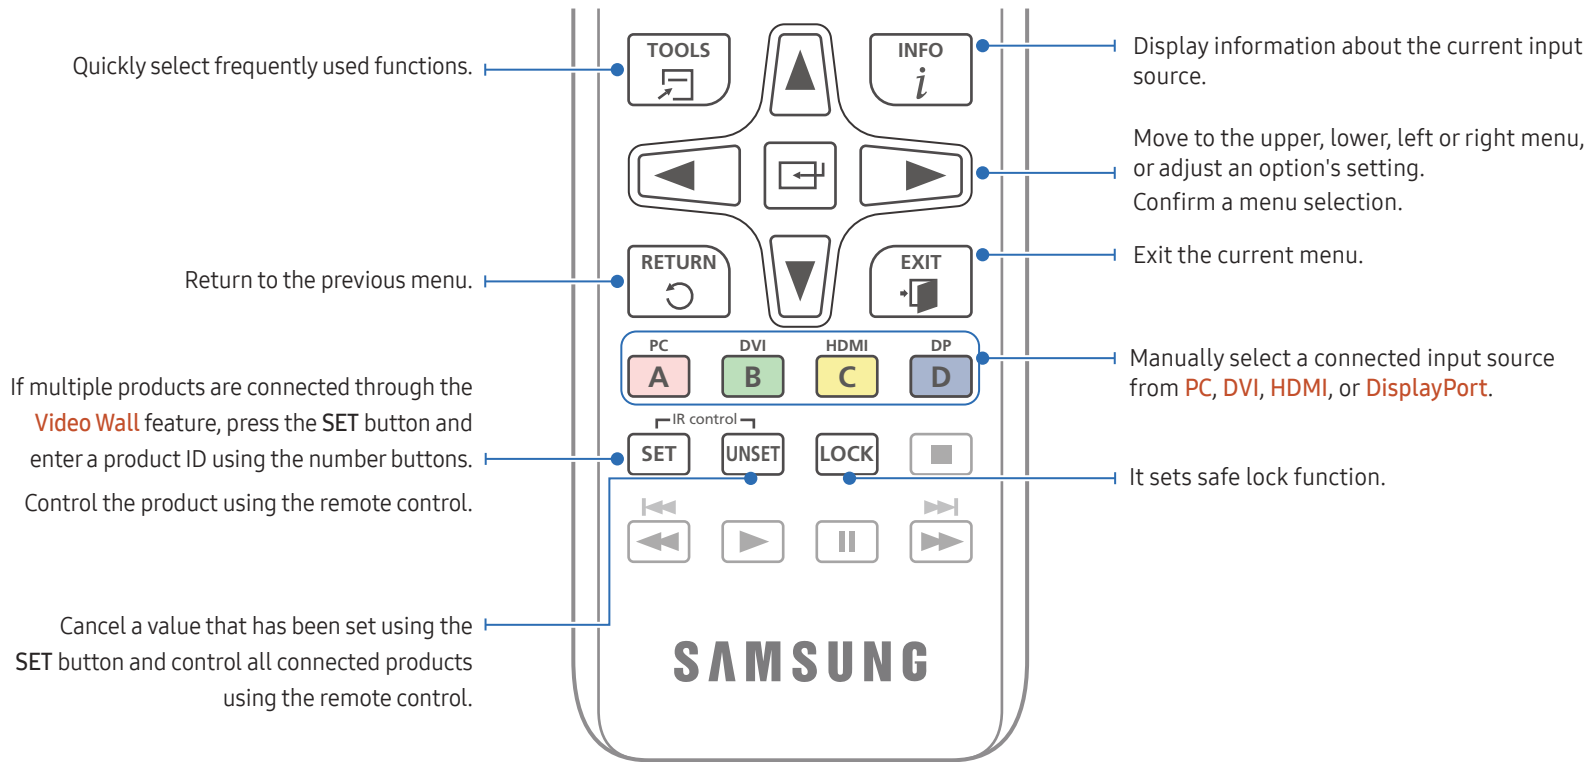 TOOLS
INFO
i
Quickly select frequently used functions.
Display information about the current input
source.
Move to the upper, lower, left or right menu,
or adjust an option's setting.
Confirm a menu selection.
RETURN
EXIT
Return to the previous menu.
Exit the current menu.
PC DVI HDMI DP
A B C D
Manually select a connected input source
from PC, DVI, HDMI, or DisplayPort.
If multiple products are connected through the
Video Wall feature, press the SET button and
enter a product ID using the number buttons.
Control the product using the remote control.
IR control
SET UNSET LOCK
It sets safe lock function.
Cancel a value that has been set using the
SET button and control all connected products
using the remote control.
SAMSUNG